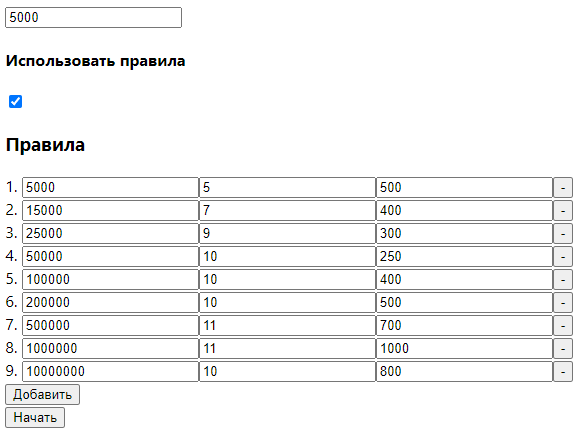 5000
Использовать правила
Правила
1. 5000 5 500 -
2. 15000 7 400 -
3. 25000 9 300 -
4. 50000 10 250 -
5. 100000 10 400 -
6. 200000 10 500 -
7. 500000 11 700 -
8. 1000000 11 1000 -
9. 10000000 10 800 -
Добавить
Начать